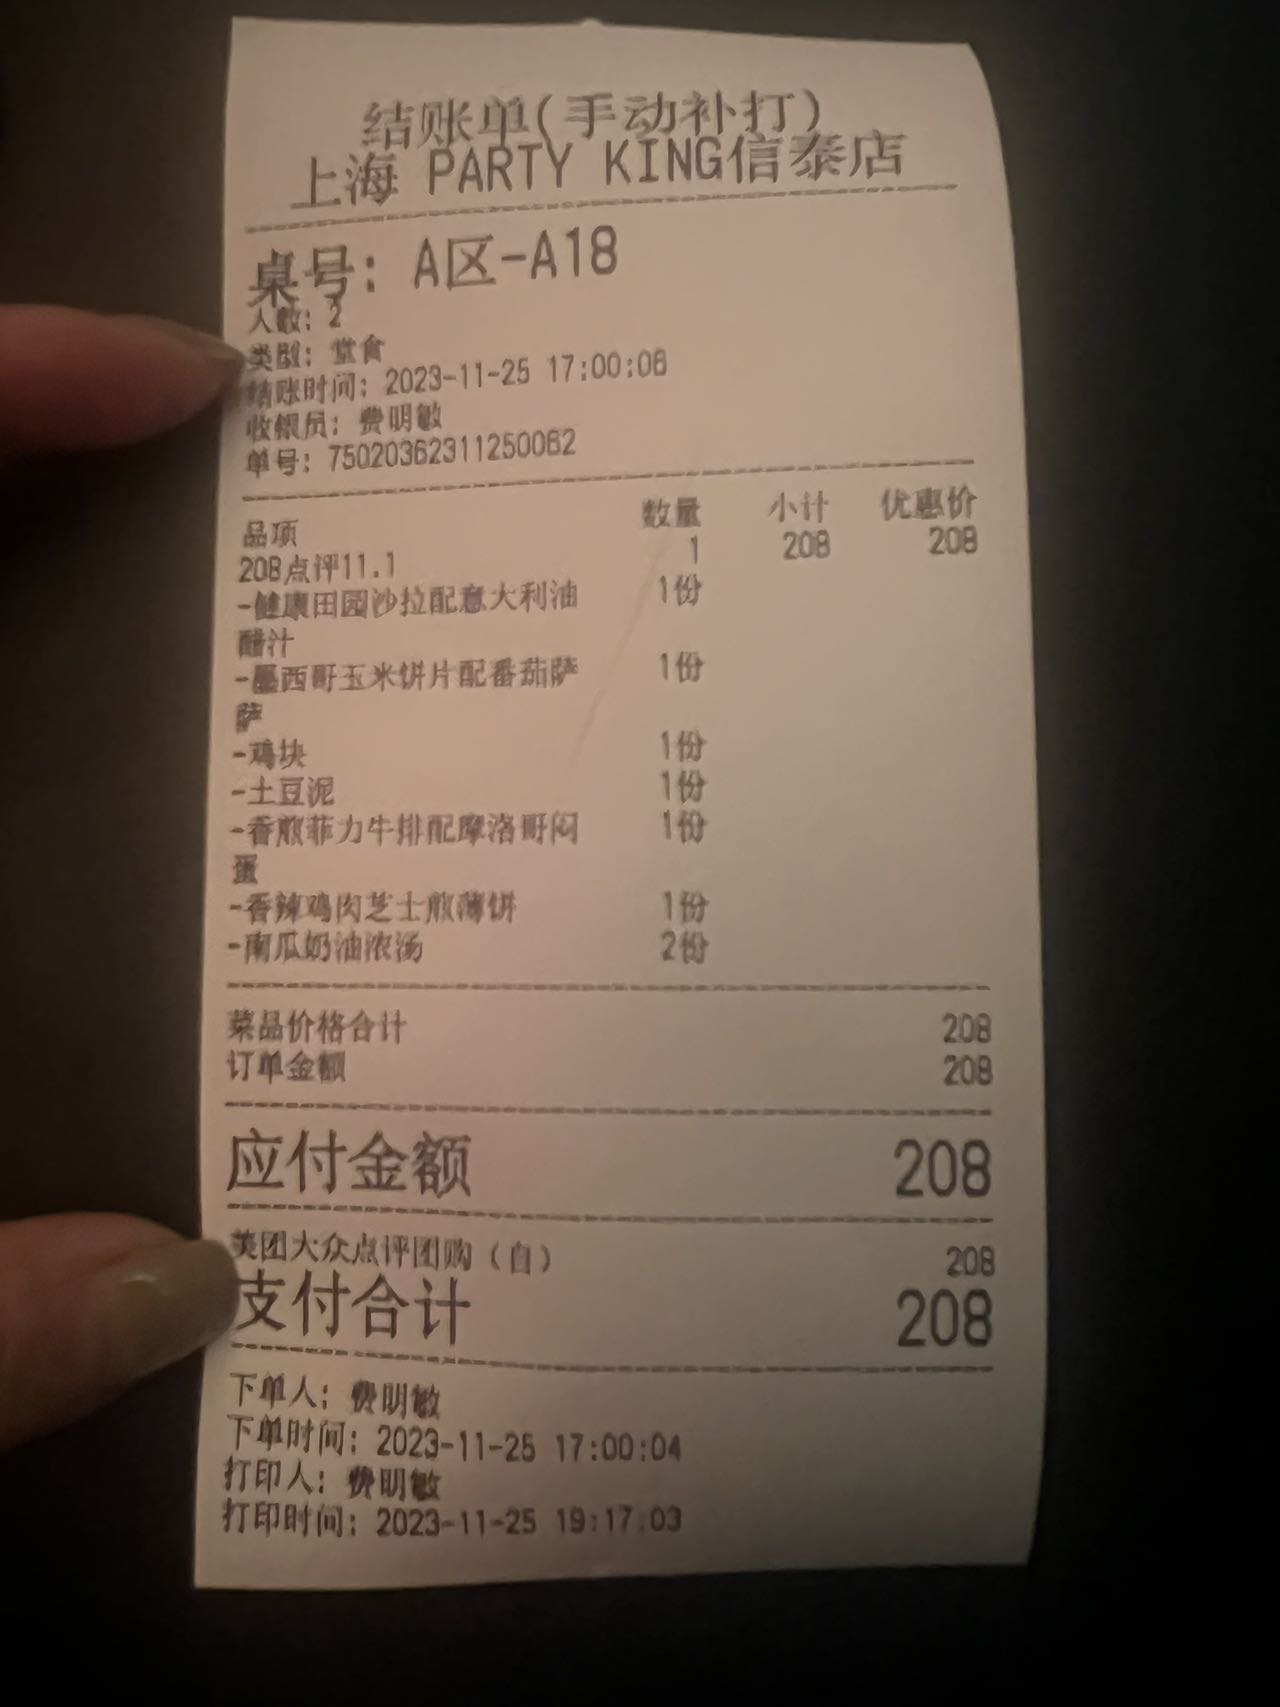 结账单(手动补打)
上海 PARTY KING信泰店
桌号: A区-A18
人数: 2
类型: 堂食
结账时间: 2023-11-25 17:00:06
收银员: 费明敏
单号: 75020362311250062
品项 数量 小计 优惠价
208点评11.1 1 208 208
-健康田园沙拉配意大利油 1份
醋汁
-墨西哥玉米饼片配番茄萨 1份
萨
-鸡块 1份
-土豆泥 1份
-香煎菲力牛排配摩洛哥闷 1份
蛋
-香辣鸡肉芝士煎薄饼 1份
-南瓜奶油浓汤 2份
菜品价格合计 208
订单金额 208
应付金额 208
美团大众点评团购（自） 208
支付合计 208
下单人: 费明敏
下单时间: 2023-11-25 17:00:04
打印人: 费明敏
打印时间: 2023-11-25 19:17:03